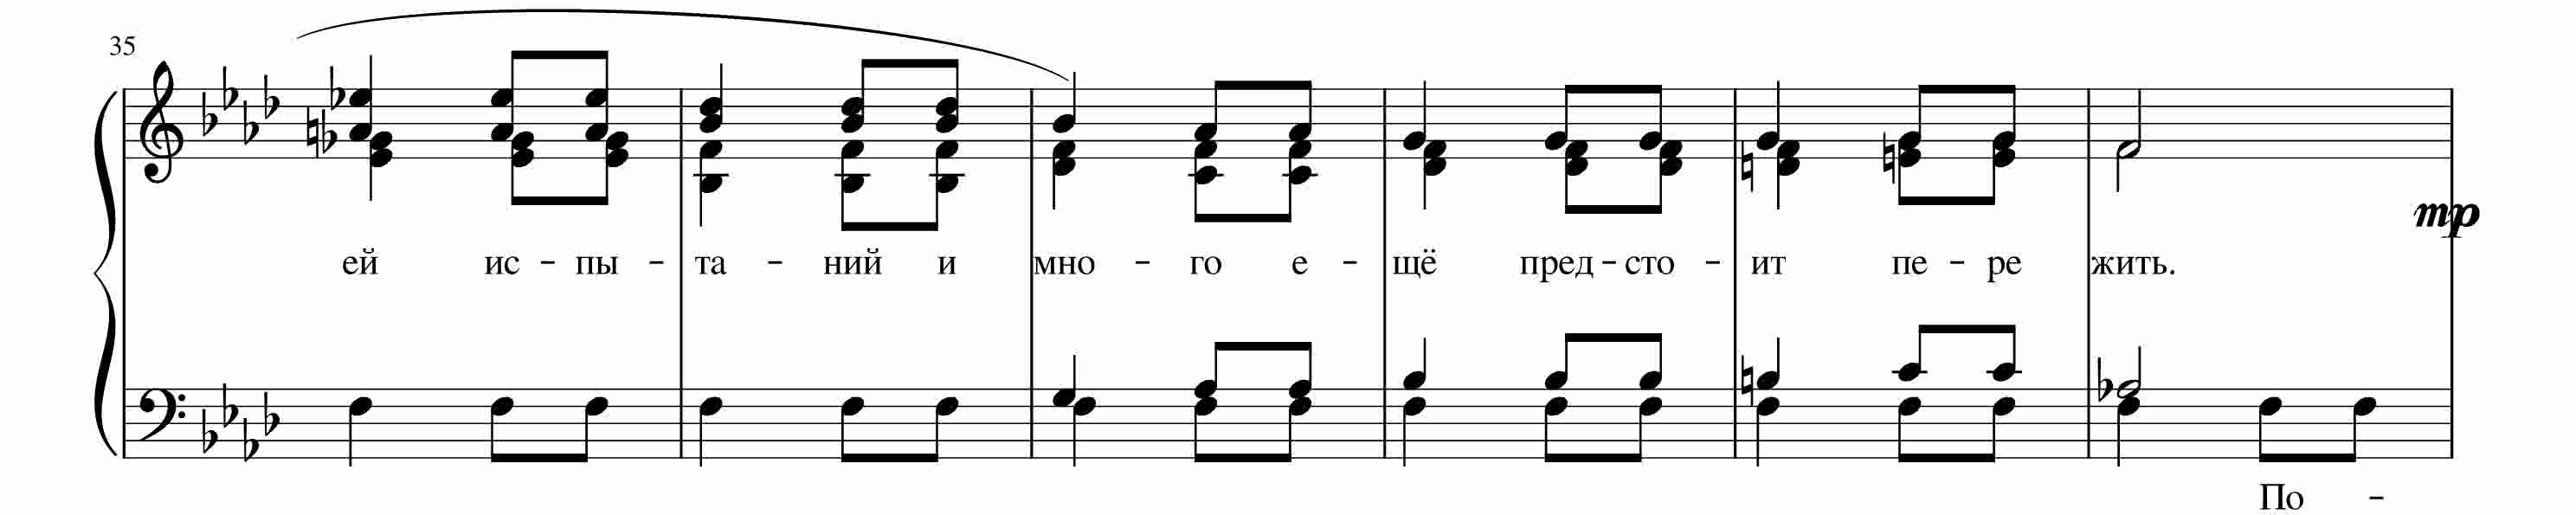 35
mp
ей ис - пы - та - ний и мно - го е - щё пред - сто - ит пе - ре жить.
По -